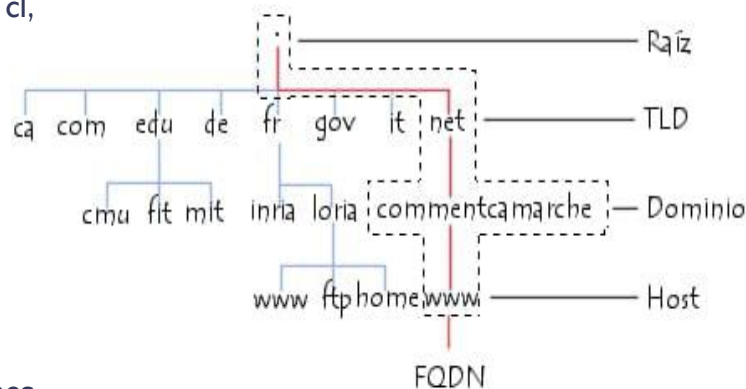 cl,
. Raíz
ca com edu de fr gov it net TLD
cmu fit mit inria loria commentcamarche Dominio
www ftp home www Host
FQDN